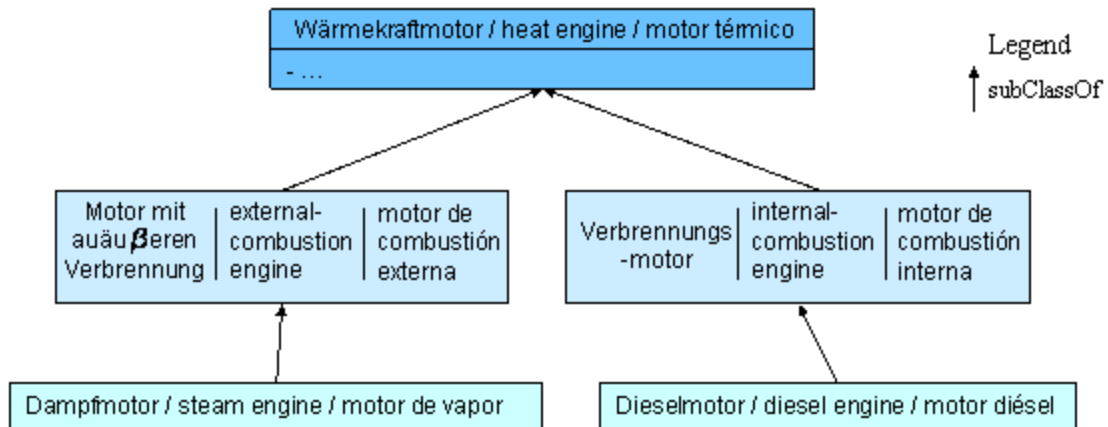 Wärmekraftmotor / heat engine / motor térmico
- ...
Legend
subClassOf
Motor mit
auäußeren
Verbrennung
external-
combustion
engine
motor de
combustión
externa
Verbrennungs
-motor
internal-
combustion
engine
motor de
combustión
interna
Dampfmotor / steam engine / motor de vapor
Dieselmotor / diesel engine / motor diésel